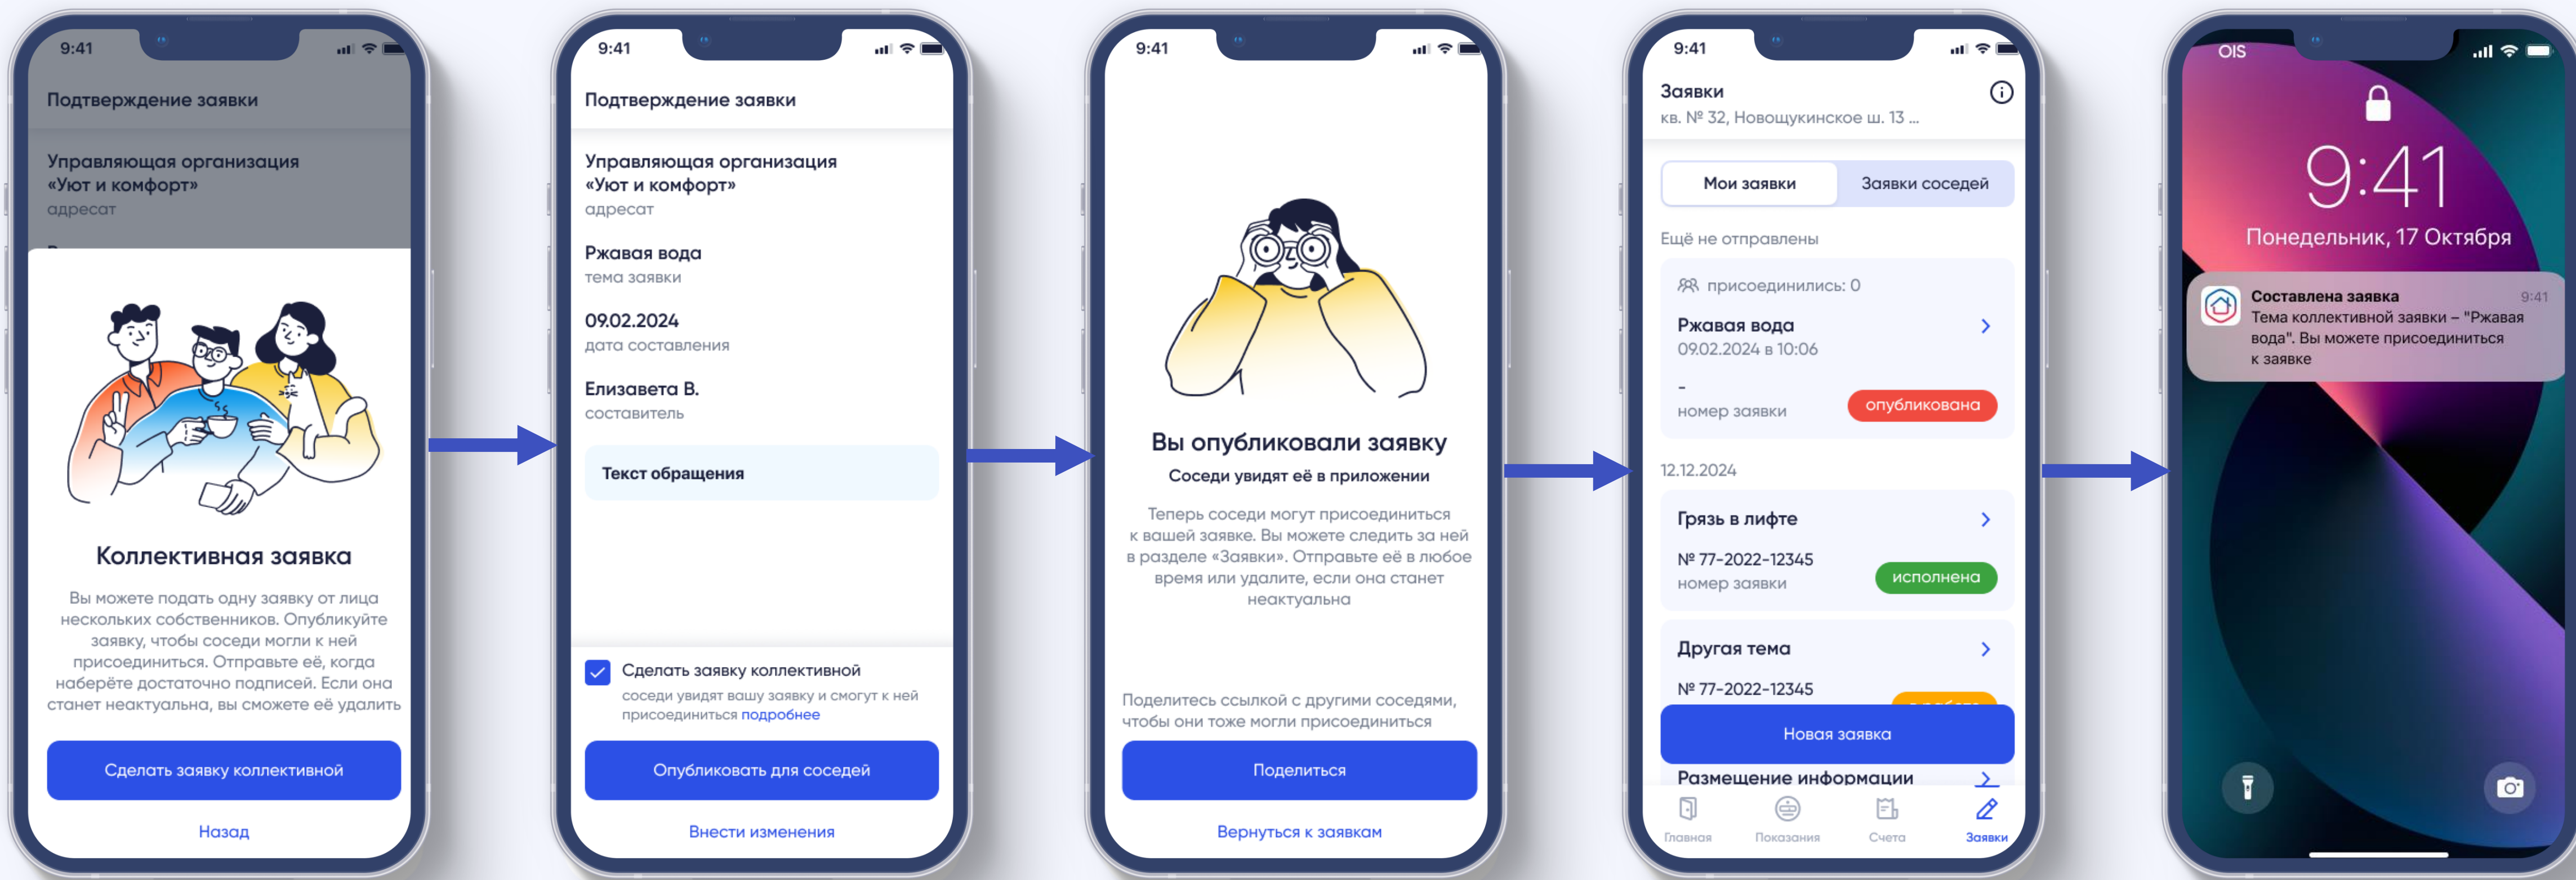 9:41
Подтверждение заявки
Управляющая организация
«Уют и комфорт»
адресат
Коллективная заявка
Вы можете подать одну заявку от лица
нескольких собственников. Опубликуйте
заявку, чтобы соседи могли к ней
присоединиться. Отправьте её, когда
наберёте достаточно подписей. Если она
станет неактуальна, вы сможете её удалить
Сделать заявку коллективной
Назад
9:41
Подтверждение заявки
Управляющая организация
«Уют и комфорт»
адресат
Ржавая вода
тема заявки
09.02.2024
дата составления
Елизавета В.
составитель
Текст обращения
Сделать заявку коллективной
соседи увидят вашу заявку и смогут к ней
присоединиться подробнее
Опубликовать для соседей
Внести изменения
9:41
Вы опубликовали заявку
Соседи увидят её в приложении
Теперь соседи могут присоединиться
к вашей заявке. Вы можете следить за ней
в разделе «Заявки». Отправьте её в любое
время или удалите, если она станет
неактуальна
Поделитесь ссылкой с другими соседями,
чтобы они тоже могли присоединиться
Поделиться
Вернуться к заявкам
9:41
Заявки
кв. № 32, Новощукинское ш. 13 ...
Мои заявки Заявки соседей
Ещё не отправлены
присоединились: 0
Ржавая вода
09.02.2024 в 10:06
-
номер заявки опубликована
12.12.2024
Грязь в лифте
№ 77-2022-12345
номер заявки исполнена
Другая тема
№ 77-2022-12345
Новая заявка
Размещение информации
Главная Показания Счета Заявки
OIS
9:41
Понедельник, 17 Октября
Составлена заявка 9:41
Тема коллективной заявки – "Ржавая
вода". Вы можете присоединиться
к заявке